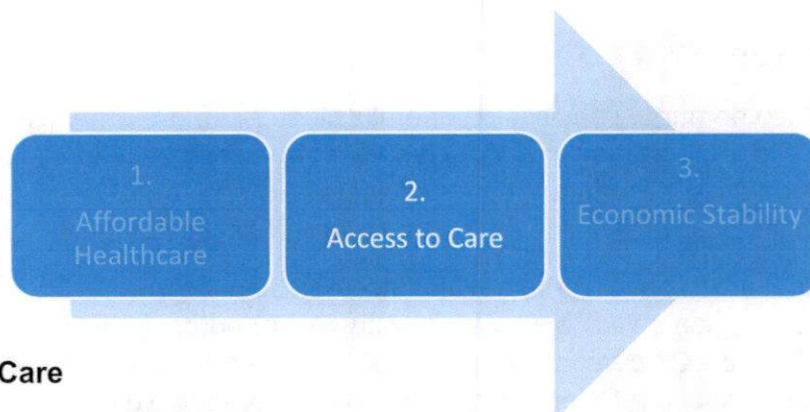 1.
Affordable
Healthcare
2.
Access to Care
3.
Economic Stability
Care